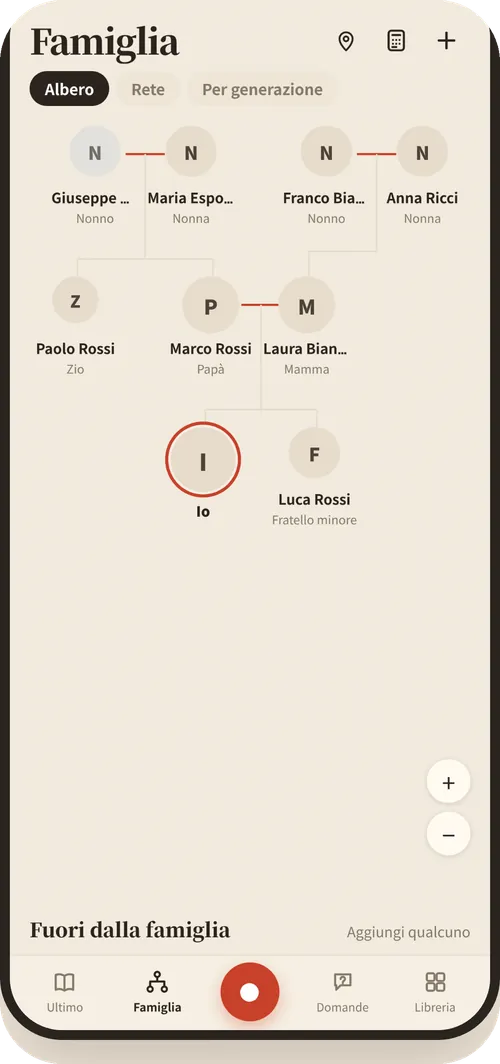 Famiglia
Albero Rete Per generazione
N N N N
Giuseppe ... Maria Espo... Franco Bia... Anna Ricci
Nonno Nonna Nonno Nonna
Z P M
Paolo Rossi Marco Rossi Laura Bian...
Zio Papà Mamma
I F
Io Luca Rossi
Fratello minore
+
−
Fuori dalla famiglia Aggiungi qualcuno
Ultimo Famiglia Domande Libreria